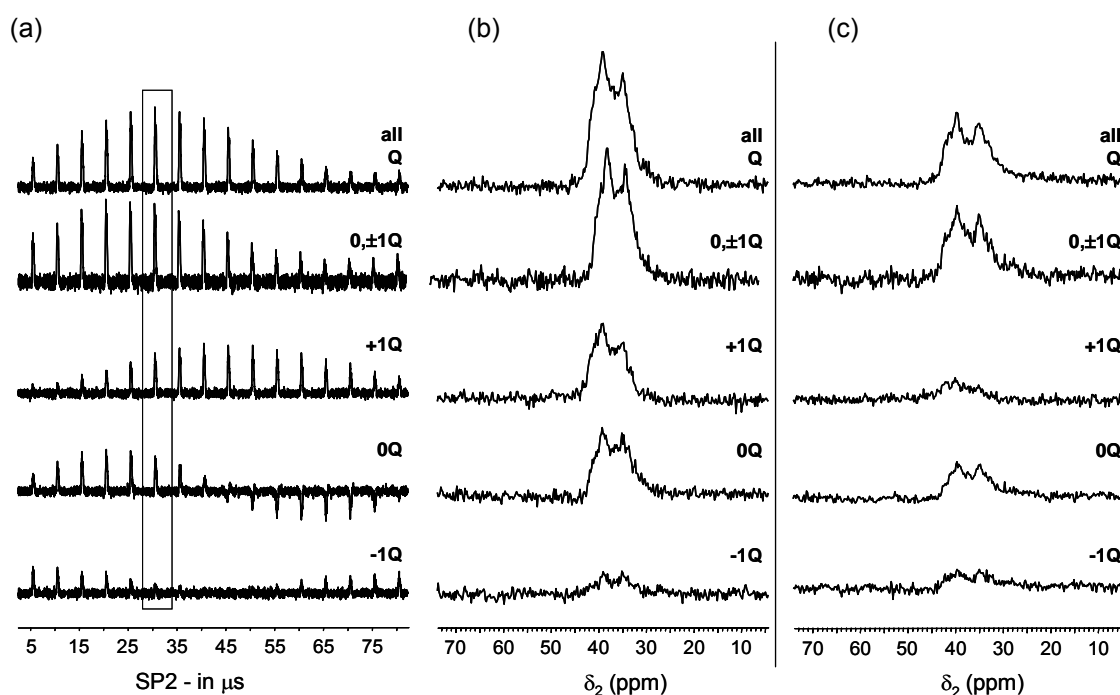 (a) (b) (c)
all all all
Q Q Q
0,±1Q 0,±1Q
+1Q +1Q +1Q
0Q 0Q 0Q
-1Q -1Q -1Q
5 15 25 35 45 55 65 75 70 60 50 40 30 20 10 70 60 50 40 30 20 10
SP2 - in μs δ2 (ppm) δ2 (ppm)